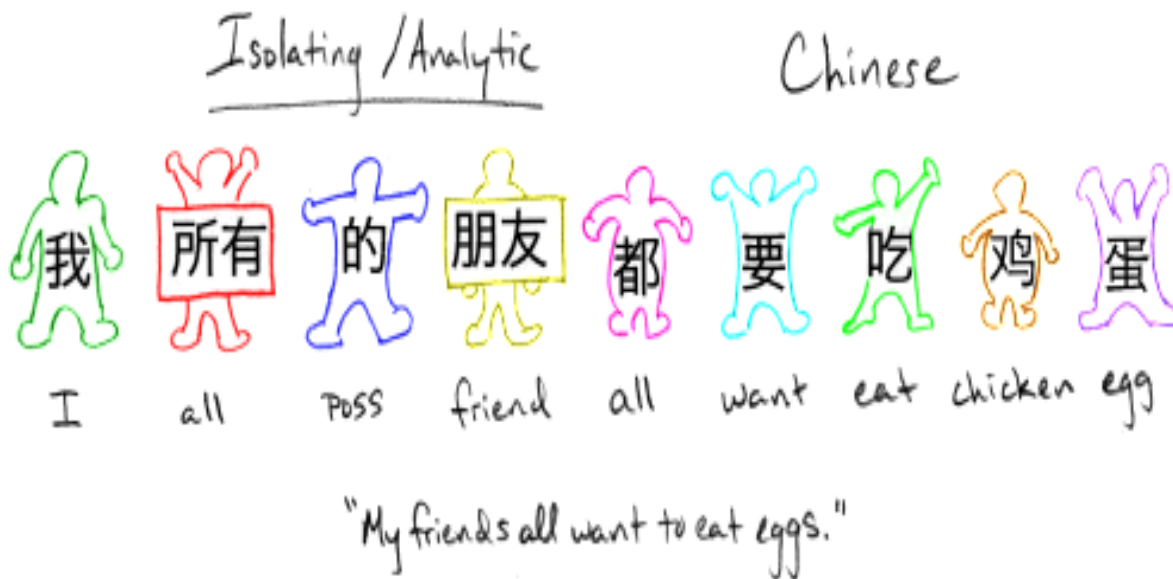 Isolating / Analytic Chinese
我 所有 的 朋友 都 要 吃 鸡 蛋
I all poss friend all want eat chicken egg
"My friends all want to eat eggs."